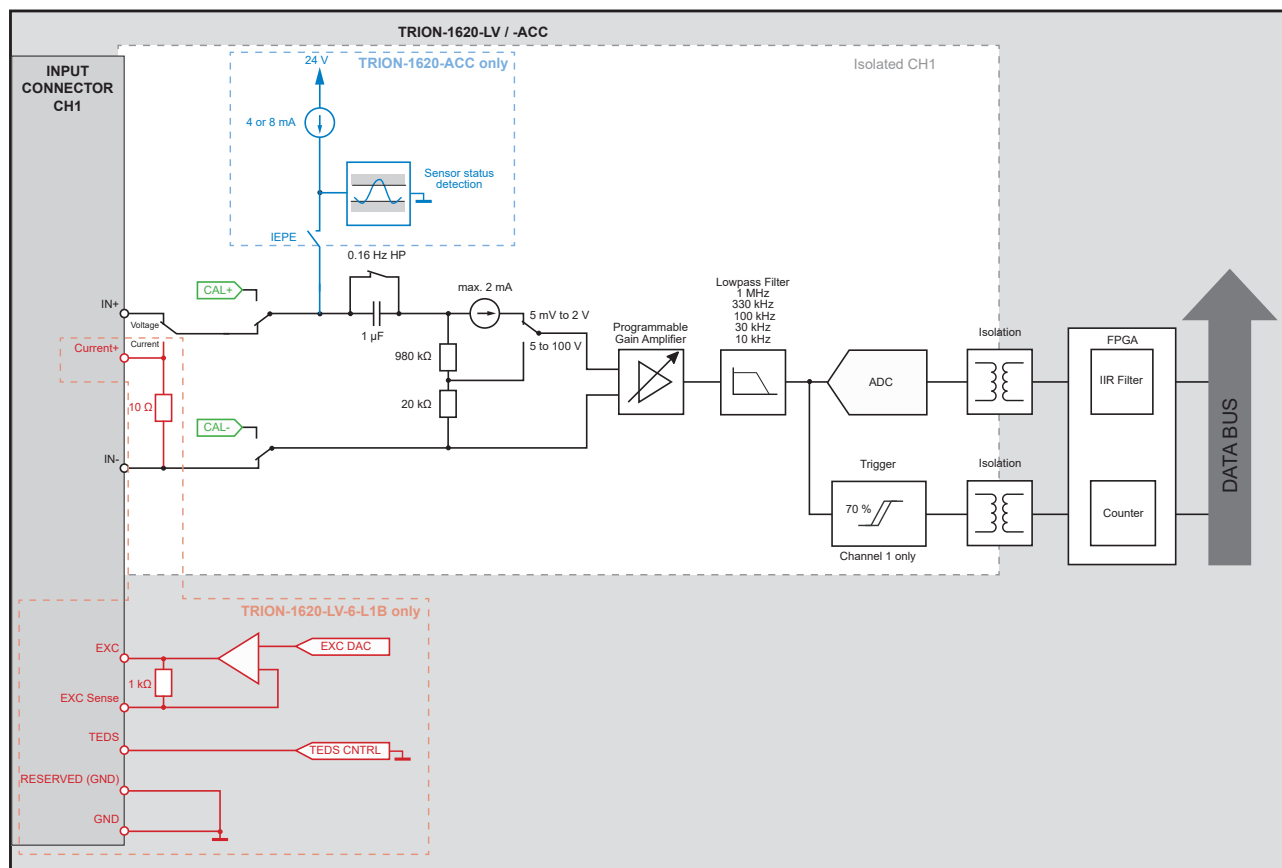 TRION-1620-LV / -ACC
INPUT
CONNECTOR
CH1
24 V
TRION-1620-ACC only
Isolated CH1
4 or 8 mA
Sensor status
detection
IEPE
0.16 Hz HP
CAL+
max. 2 mA
Lowpass Filter
1 MHz
330 kHz
100 kHz
30 kHz
10 kHz
IN+
Voltage
1 µF
5 mV to 2 V
5 to 100 V
Programmable
Gain Amplifier
Isolation
FPGA
Current+
Current
980 kΩ
ADC
IIR Filter
10 Ω
20 kΩ
CAL-
IN-
Trigger
Isolation
70 %
Counter
Channel 1 only
DATA BUS
TRION-1620-LV-6-L1B only
EXC
EXC DAC
1 kΩ
EXC Sense
TEDS
TEDS CNTRL
RESERVED (GND)
GND